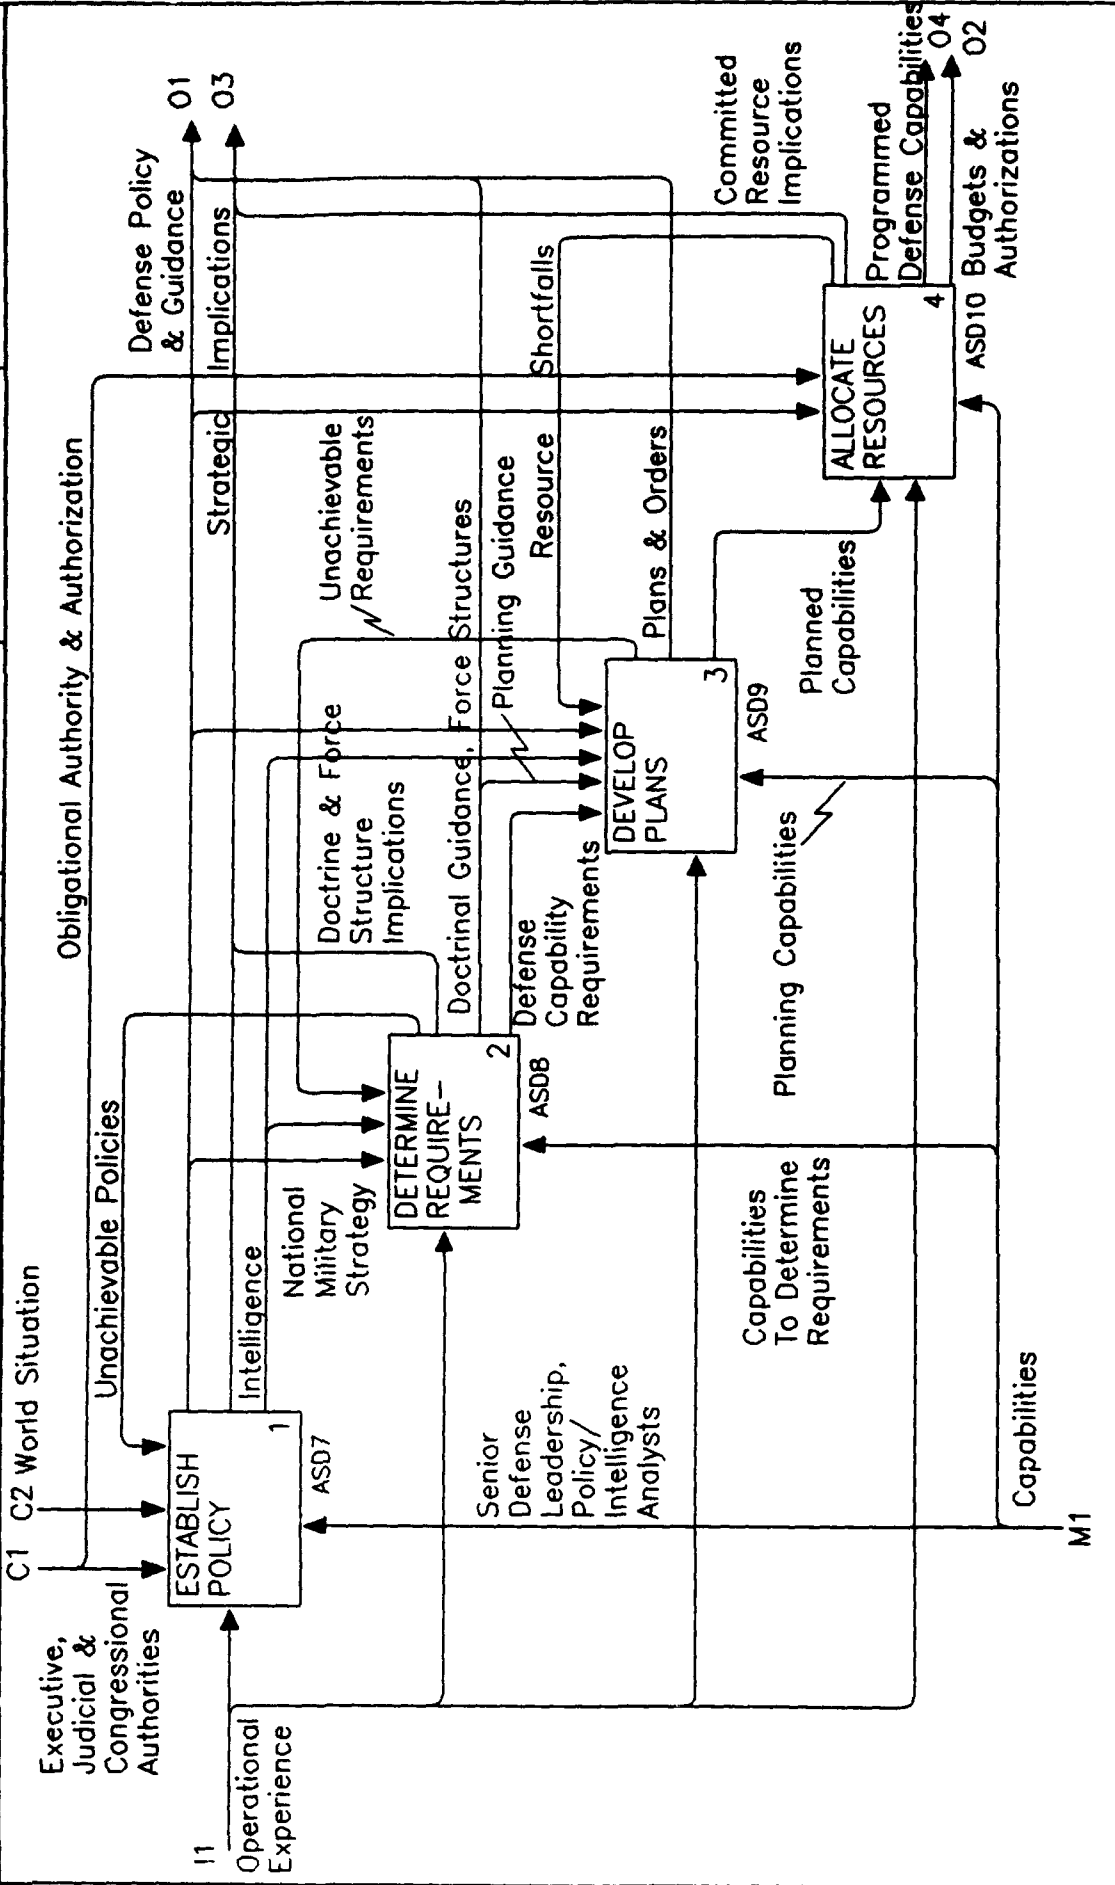 C1
C2 World Situation
Executive,
Judicial &
Congressional
Authorities
Obligational Authority & Authorization
Unachievable Policies
Defense Policy
& Guidance
O1
O3
Strategic Implications
Intelligence
ESTABLISH
POLICY
1
ASD7
I1
Operational
Experience
National
Military
Strategy
Unachievable
Requirements
Doctrine & Force
Structure
Implications
DETERMINE
REQUIRE-
MENTS
2
ASD8
Doctrinal Guidance, Force Structures
Planning Guidance
Defense
Capability
Requirements
Resource Shortfalls
Plans & Orders
DEVELOP
PLANS
3
ASD9
Senior
Defense
Leadership,
Policy/
Intelligence
Analysts
Capabilities
To Determine
Requirements
Planning Capabilities
Planned
Capabilities
Committed
Resource
Implications
ALLOCATE
RESOURCES
4
ASD10
Programmed
Defense Capabilities
O4
O2
Budgets &
Authorizations
Capabilities
M1